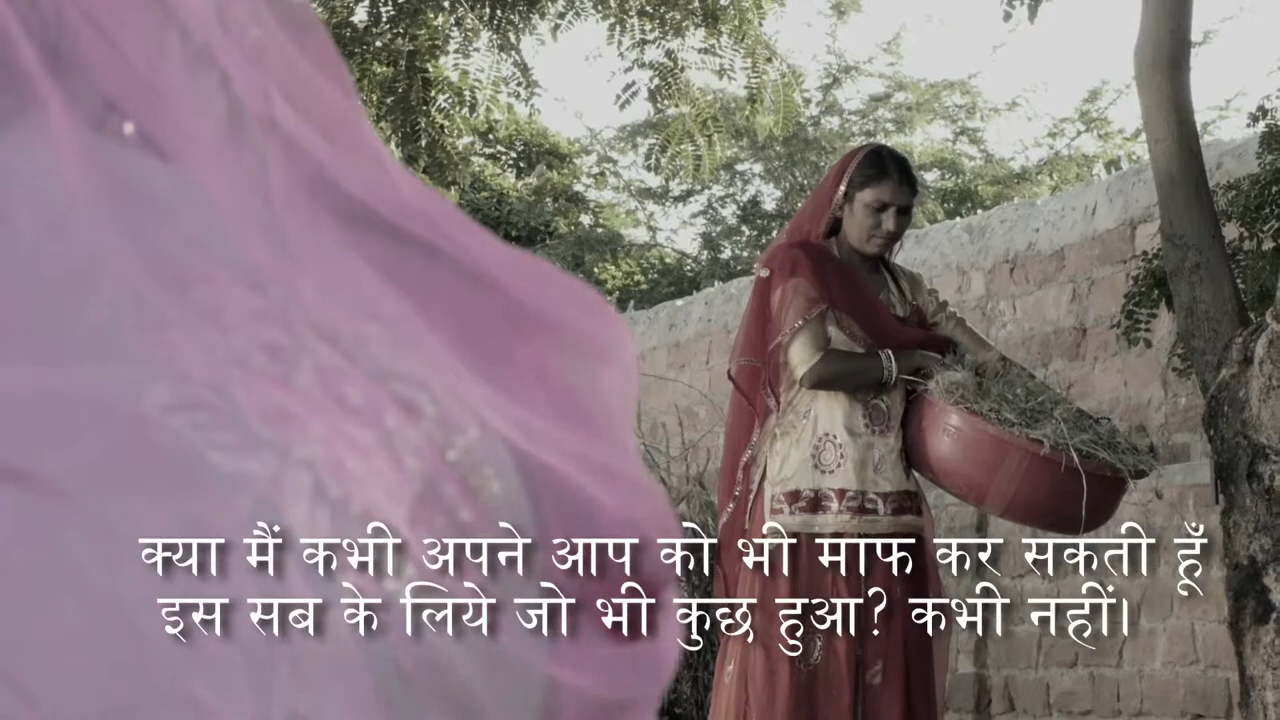 क्या मैं कभी अपने आप को भी माफ कर सकती हूँ
इस सब के लिये जो भी कुछ हुआ? कभी नहीं।